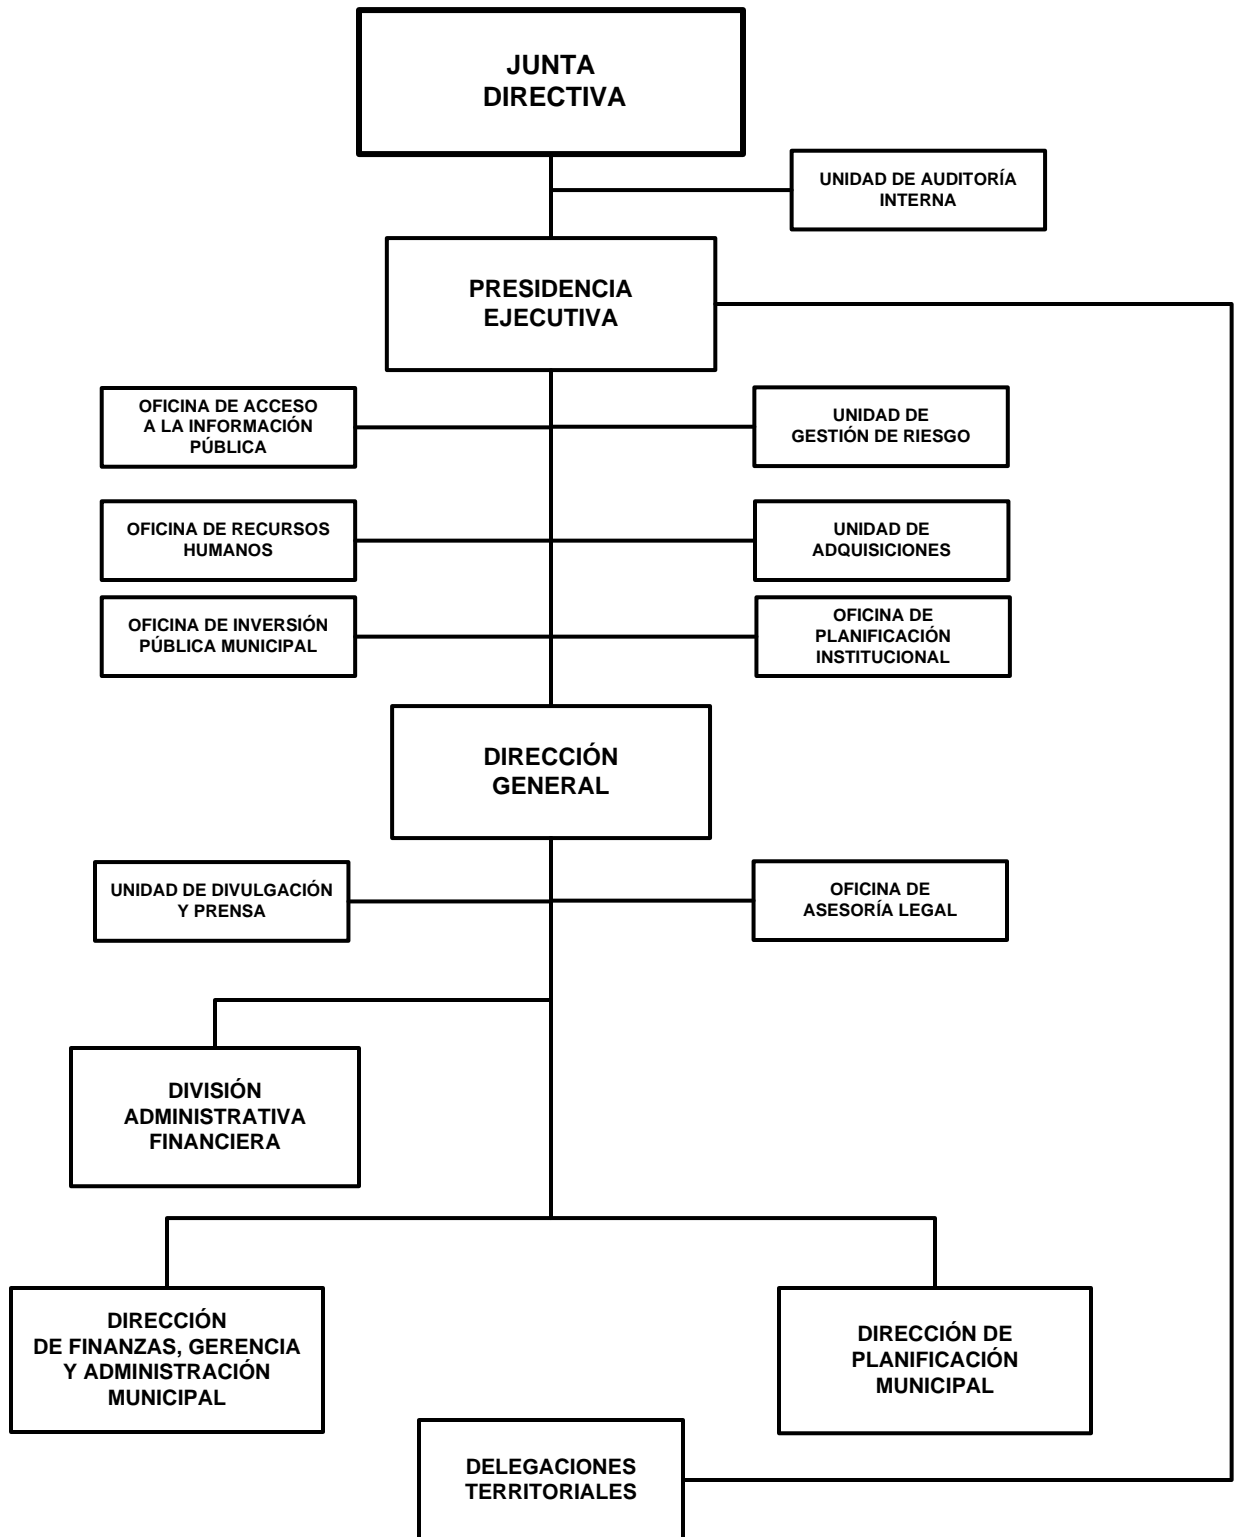 JUNTA
DIRECTIVA
UNIDAD DE AUDITORÍA
INTERNA
PRESIDENCIA
EJECUTIVA
OFICINA DE ACCESO
A LA INFORMACIÓN
PÚBLICA
UNIDAD DE
GESTIÓN DE RIESGO
OFICINA DE RECURSOS
HUMANOS
UNIDAD DE
ADQUISICIONES
OFICINA DE INVERSIÓN
PÚBLICA MUNICIPAL
OFICINA DE
PLANIFICACIÓN
INSTITUCIONAL
DIRECCIÓN
GENERAL
UNIDAD DE DIVULGACIÓN
Y PRENSA
OFICINA DE
ASESORÍA LEGAL
DIVISIÓN
ADMINISTRATIVA
FINANCIERA
DIRECCIÓN
DE FINANZAS, GERENCIA
Y ADMINISTRACIÓN
MUNICIPAL
DIRECCIÓN DE
PLANIFICACIÓN
MUNICIPAL
DELEGACIONES
TERRITORIALES